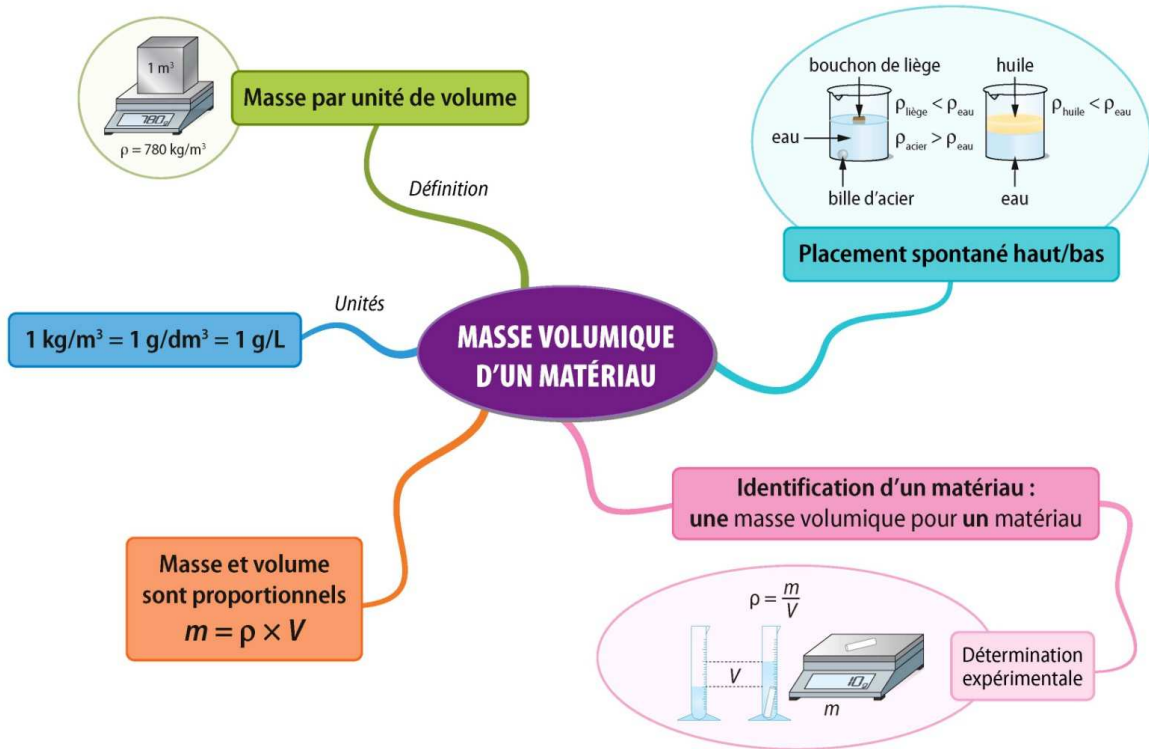 1 m³
780g
ρ = 780 kg/m³
Masse par unité de volume
Définition
bouchon de liège
huile
ρliège < ρeau
ρhuile < ρeau
eau
ρacier > ρeau
bille d'acier
eau
Placement spontané haut/bas
Unités
1 kg/m³ = 1 g/dm³ = 1 g/L
MASSE VOLUMIQUE
D'UN MATÉRIAU
Identification d'un matériau :
une masse volumique pour un matériau
Masse et volume
sont proportionnels
m = ρ × V
ρ = m/V
V
10g
m
Détermination
expérimentale